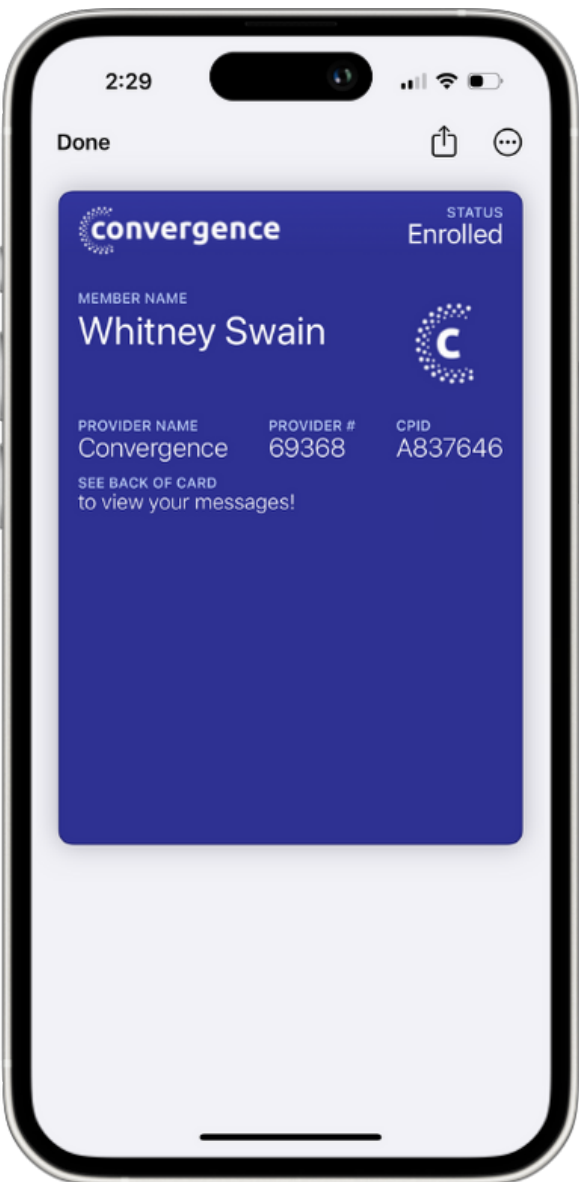 2:29
Done
convergence
STATUS
Enrolled
MEMBER NAME
Whitney Swain
c
PROVIDER NAME PROVIDER # CPID
Convergence 69368 A837646
SEE BACK OF CARD
to view your messages!